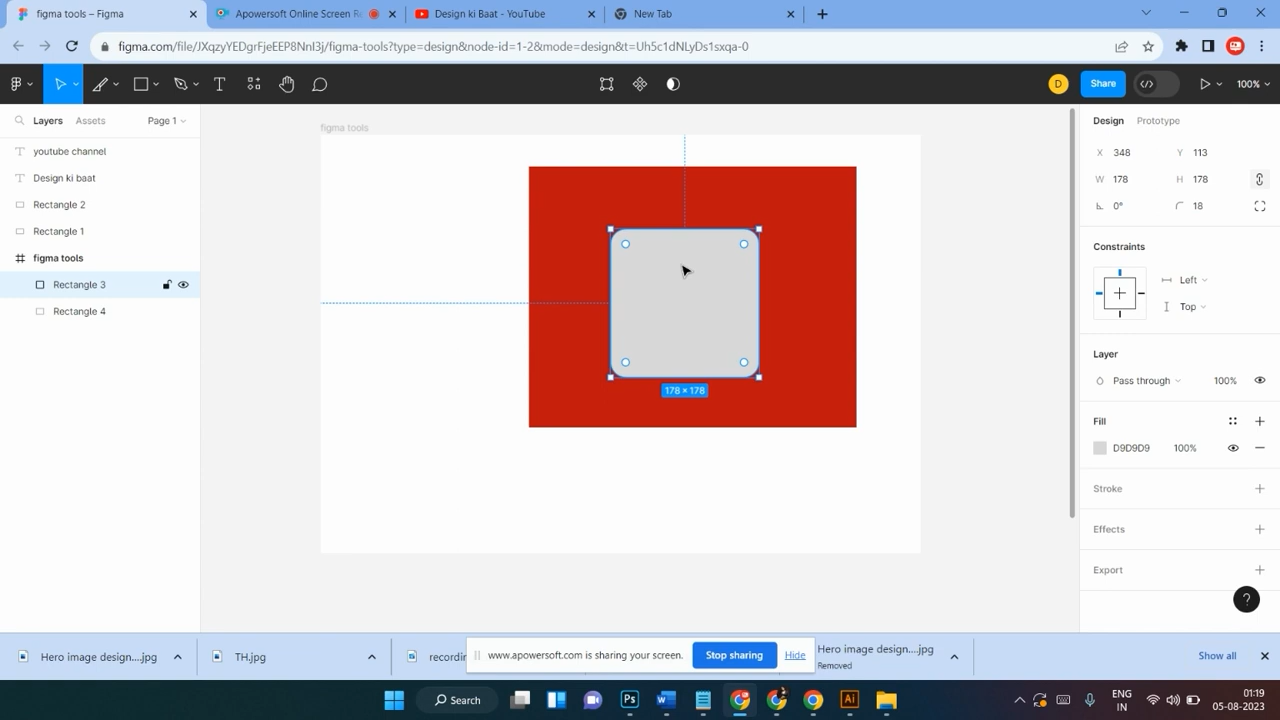 figma tools – Figma
Apowersoft Online Screen Re
Design ki Baat - YouTube
New Tab
figma.com/file/JXqzyYEDgrFjeEEP8NnI3j/figma-tools?type=design&node-id=1-2&mode=design&t=Uh5c1dNLyDs1sxqa-0
D
Share
100%
Layers
Assets
Page 1
youtube channel
Design ki baat
Rectangle 2
Rectangle 1
figma tools
Rectangle 3
Rectangle 4
figma tools
178 × 178
Design
Prototype
X 348
Y 113
W 178
H 178
0°
18
Constraints
Left
Top
Layer
Pass through
100%
Fill
D9D9D9
100%
Stroke
Effects
Export
?
Hero image design....jpg
TH.jpg
recordin
www.apowersoft.com is sharing your screen.
Stop sharing
Hide
Hero image design....jpg
Removed
Show all
Search
Ps
W
Ai
ENG
IN
01:19
05-08-2023